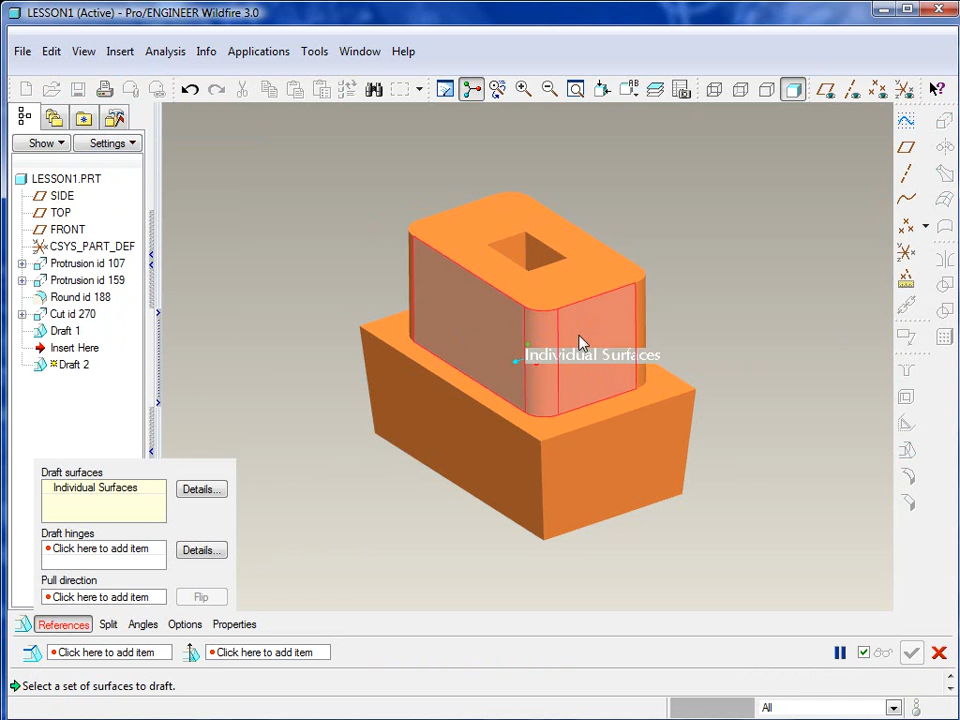 LESSON1 (Active) - Pro/ENGINEER Wildfire 3.0
File Edit View Insert Analysis Info Applications Tools Window Help
Show Settings
LESSON1.PRT
SIDE
TOP
FRONT
CSYS_PART_DEF
Protrusion id 107
Protrusion id 159
Round id 188
Cut id 270
Draft 1
Insert Here
Draft 2
Individual Surfaces
Draft surfaces
Individual Surfaces Details...
Draft hinges
Click here to add item Details...
Pull direction
Click here to add item Flip
References Split Angles Options Properties
Click here to add item Click here to add item
Select a set of surfaces to draft.
All